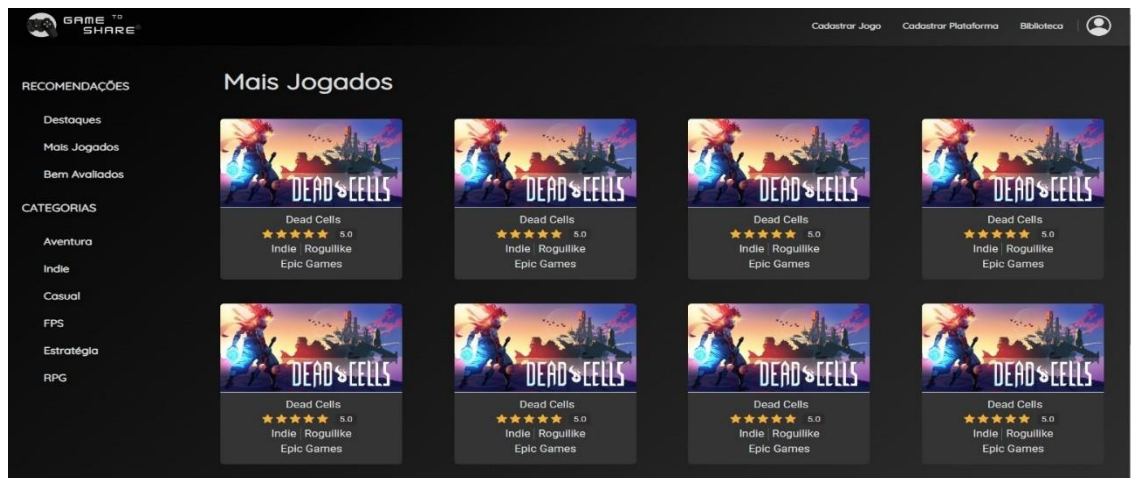 GAME TO
SHARE®
Cadastrar Jogo Cadastrar Plataforma Biblioteca
RECOMENDAÇÕES
Destaques
Mais Jogados
Bem Avaliados
CATEGORIAS
Aventura
Indie
Casual
FPS
Estratégia
RPG
Mais Jogados
DEAD CELLS DEAD CELLS DEAD CELLS DEAD CELLS
Dead Cells Dead Cells Dead Cells Dead Cells
5.0 5.0 5.0 5.0
Indie | Roguilike Indie | Roguilike Indie | Roguilike Indie | Roguilike
Epic Games Epic Games Epic Games Epic Games
DEAD CELLS DEAD CELLS DEAD CELLS DEAD CELLS
Dead Cells Dead Cells Dead Cells Dead Cells
5.0 5.0 5.0 5.0
Indie | Roguilike Indie | Roguilike Indie | Roguilike Indie | Roguilike
Epic Games Epic Games Epic Games Epic Games